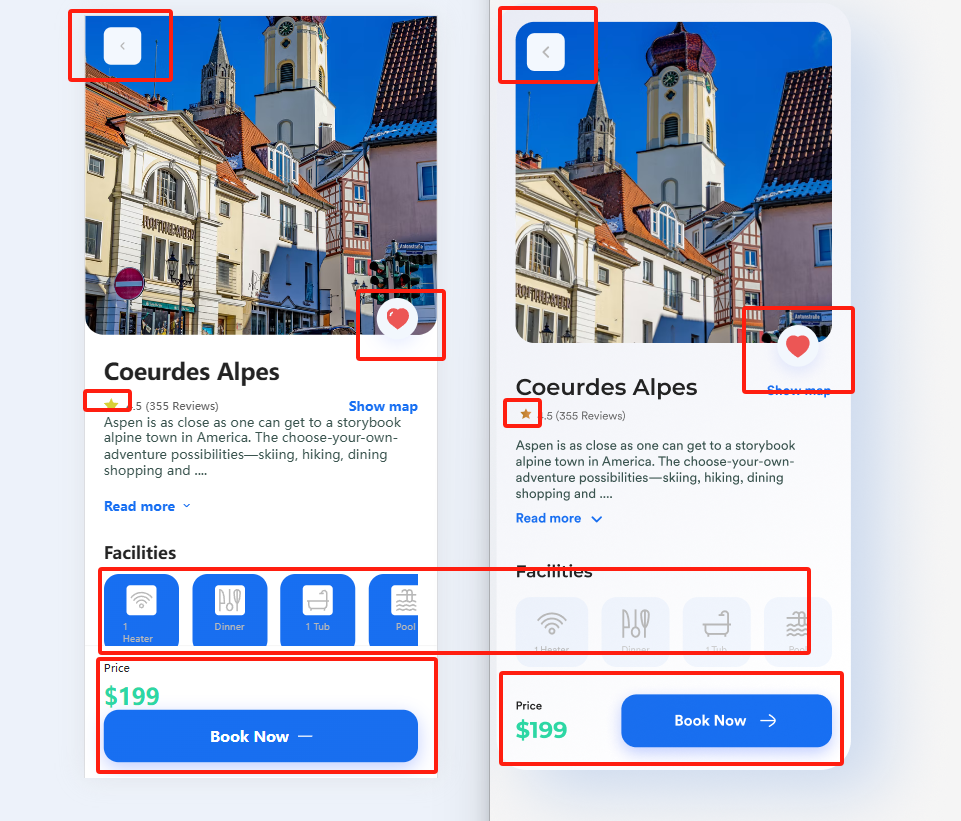 HOFTHEWERK
Antonstraße
Coeurdes Alpes
.5 (355 Reviews)
Show map
Aspen is as close as one can get to a storybook
alpine town in America. The choose-your-own-
adventure possibilities—skiing, hiking, dining
shopping and ....
Read more
Facilities
1
Heater
Dinner
1 Tub
Pool
Price
$199
Book Now
Antonstraße
Coeurdes Alpes
Show map
.5 (355 Reviews)
Aspen is as close as one can get to a storybook
alpine town in America. The choose-your-own-
adventure possibilities—skiing, hiking, dining
shopping and ....
Read more
Facilities
1 Heater
Dinner
1 Tub
Pool
Price
$199
Book Now